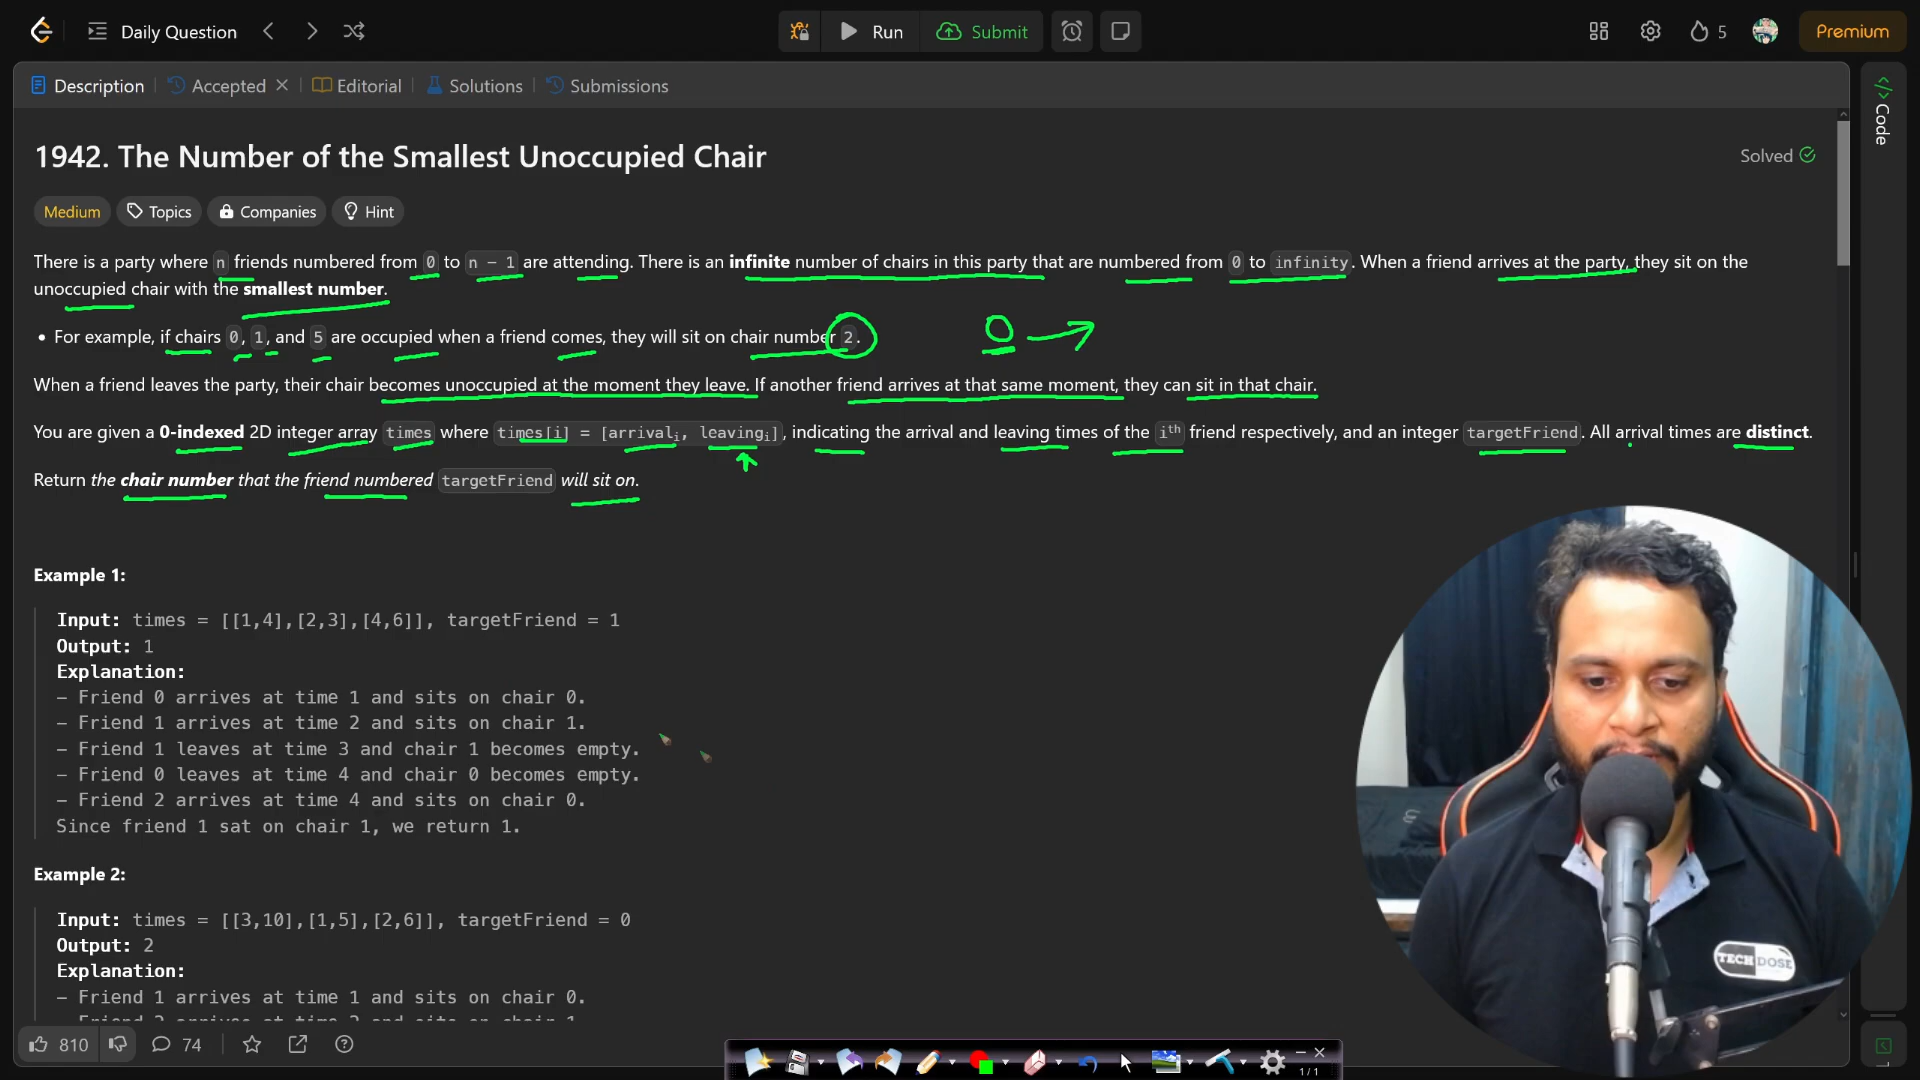 Daily Question
Run
Submit
5
Premium
Description
Accepted
Editorial
Solutions
Submissions
Code
1942. The Number of the Smallest Unoccupied Chair
Solved
Medium
Topics
Companies
Hint
There is a party where n friends numbered from 0 to n - 1 are attending. There is an infinite number of chairs in this party that are numbered from 0 to infinity. When a friend arrives at the party, they sit on the
unoccupied chair with the smallest number.
• For example, if chairs 0, 1, and 5 are occupied when a friend comes, they will sit on chair number 2.
0
When a friend leaves the party, their chair becomes unoccupied at the moment they leave. If another friend arrives at that same moment, they can sit in that chair.
You are given a 0-indexed 2D integer array times where times[i] = [arrivali, leavingi], indicating the arrival and leaving times of the ith friend respectively, and an integer targetFriend. All arrival times are distinct.
Return the chair number that the friend numbered targetFriend will sit on.
Example 1:
Input: times = [[1,4],[2,3],[4,6]], targetFriend = 1
Output: 1
Explanation:
- Friend 0 arrives at time 1 and sits on chair 0.
- Friend 1 arrives at time 2 and sits on chair 1.
- Friend 1 leaves at time 3 and chair 1 becomes empty.
- Friend 0 leaves at time 4 and chair 0 becomes empty.
- Friend 2 arrives at time 4 and sits on chair 0.
Since friend 1 sat on chair 1, we return 1.
Example 2:
Input: times = [[3,10],[1,5],[2,6]], targetFriend = 0
Output: 2
Explanation:
- Friend 1 arrives at time 1 and sits on chair 0.
TECH DOSE
810
74
1/1